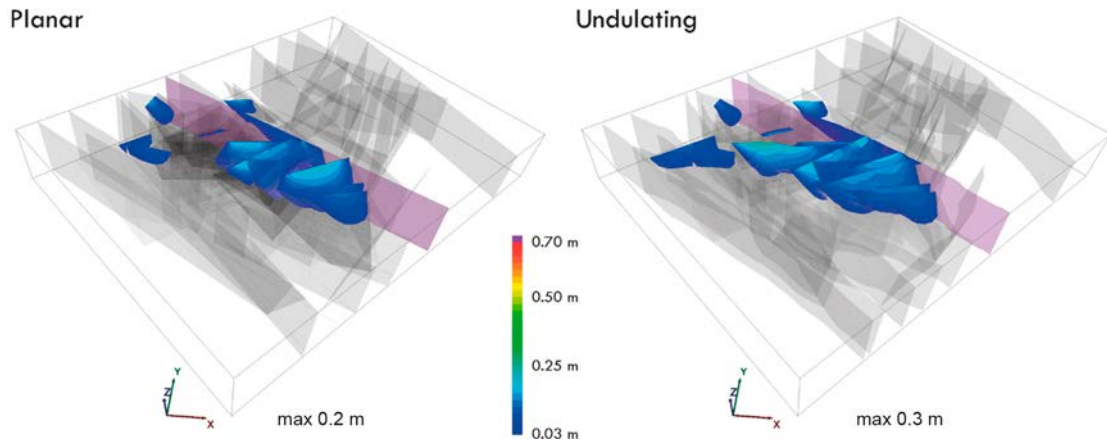 Planar
Undulating
0.70 m
0.50 m
0.25 m
0.03 m
Y
Z
X
max 0.2 m
Y
Z
X
max 0.3 m